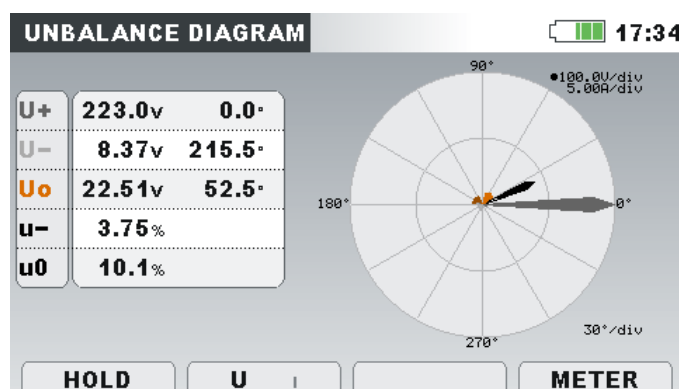 UNBALANCE DIAGRAM 17:34
90°
●100.0V/div
5.00A/div
U+ 223.0v 0.0°
U- 8.37v 215.5°
Uo 22.51v 52.5°
180° 0°
u- 3.75%
u0 10.1%
30°/div
270°
HOLD U I METER